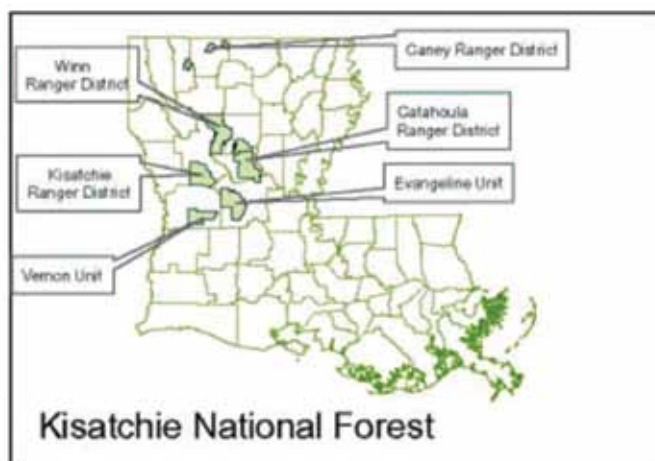 Winn
Ranger District
Caney Ranger District
Catahoula
Ranger District
Kisatchie
Ranger District
Evangeline Unit
Vernon Unit
Kisatchie National Forest